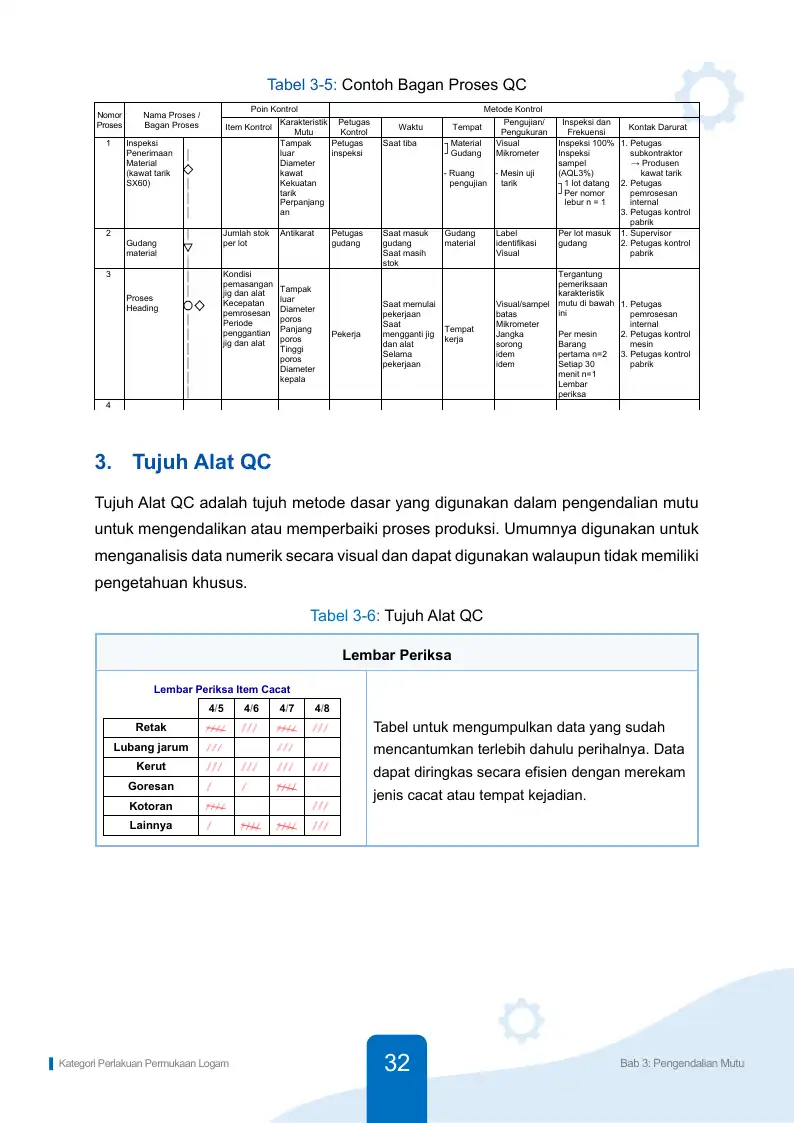 Tabel 3-5: Contoh Bagan Proses QC
Nomor Proses
Nama Proses / Bagan Proses
Poin Kontrol
Metode Kontrol
Item Kontrol
Karakteristik Mutu
Petugas Kontrol
Waktu
Tempat
Pengujian/ Pengukuran
Inspeksi dan Frekuensi
Kontak Darurat
1
Inspeksi
Penerimaan
Material
(kawat tarik
SX60)
Tampak
luar
Diameter
kawat
Kekuatan
tarik
Perpanjang
an
Petugas
inspeksi
Saat tiba
Material
Gudang
- Ruang
pengujian
Visual
Mikrometer
- Mesin uji
tarik
Inspeksi 100%
Inspeksi
sampel
(AQL3%)
1 lot datang
Per nomor
lebur n = 1
1. Petugas
subkontraktor
→ Produsen
kawat tarik
2. Petugas
pemrosesan
internal
3. Petugas kontrol
pabrik
2
Gudang
material
Jumlah stok
per lot
Antikarat
Petugas
gudang
Saat masuk
gudang
Saat masih
stok
Gudang
material
Label
identifikasi
Visual
Per lot masuk
gudang
1. Supervisor
2. Petugas kontrol
pabrik
3
Proses
Heading
Kondisi
pemasangan
jig dan alat
Kecepatan
pemrosesan
Periode
penggantian
jig dan alat
Tampak
luar
Diameter
poros
Panjang
poros
Tinggi
poros
Diameter
kepala
Pekerja
Saat memulai
pekerjaan
Saat
mengganti jig
dan alat
Selama
pekerjaan
Tempat
kerja
Visual/sampel
batas
Mikrometer
Jangka
sorong
idem
idem
Tergantung
pemeriksaan
karakteristik
mutu di bawah
ini
Per mesin
Barang
pertama n=2
Setiap 30
menit n=1
Lembar
periksa
1. Petugas
pemrosesan
internal
2. Petugas kontrol
mesin
3. Petugas kontrol
pabrik
4
3. Tujuh Alat QC
Tujuh Alat QC adalah tujuh metode dasar yang digunakan dalam pengendalian mutu
untuk mengendalikan atau memperbaiki proses produksi. Umumnya digunakan untuk
menganalisis data numerik secara visual dan dapat digunakan walaupun tidak memiliki
pengetahuan khusus.
Tabel 3-6: Tujuh Alat QC
Lembar Periksa
Lembar Periksa Item Cacat
4/5 4/6 4/7 4/8
Retak
Lubang jarum
Kerut
Goresan
Kotoran
Lainnya
Tabel untuk mengumpulkan data yang sudah
mencantumkan terlebih dahulu perihalnya. Data
dapat diringkas secara efisien dengan merekam
jenis cacat atau tempat kejadian.
Kategori Perlakuan Permukaan Logam
32
Bab 3: Pengendalian Mutu